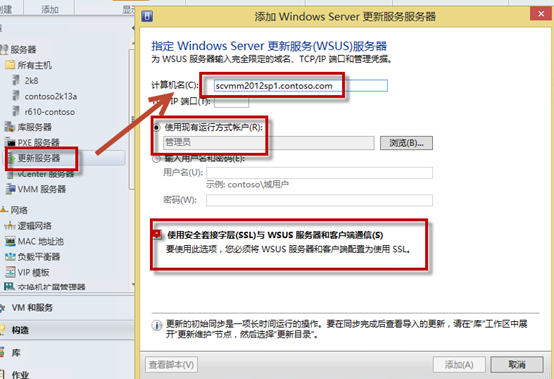 创建
添加
显示
服务器
所有主机
2k8
contoso2k13a
r610-contoso
库服务器
PXE 服务器
更新服务器
vCenter 服务器
VMM 服务器
网络
逻辑网络
MAC 地址池
负载平衡器
VIP 模板
交换机扩展管理器
VM 和服务
构造
库
作业
添加 Windows Server 更新服务服务器
指定 Windows Server 更新服务(WSUS)服务器
为 WSUS 服务器输入完全限定的域名、TCP/IP 端口和管理凭据。
计算机名(C):
scvmm2012sp1.contoso.com
TCP/IP 端口(T):
使用现有运行方式帐户(R):
管理员
浏览(B)...
输入用户名和密码(E):
用户名(U):
示例: contoso\域用户
密码(W):
使用安全套接字层(SSL)与 WSUS 服务器和客户端通信(S)
要使用此选项，您必须将 WSUS 服务器和客户端配置为使用 SSL。
更新的初始同步是一项长时间运行的操作。要在同步完成后查看导入的更新，请在"库"工作区中展
开"更新维护"节点，然后选择"更新目录"。
查看脚本(V)
添加(A)
取消